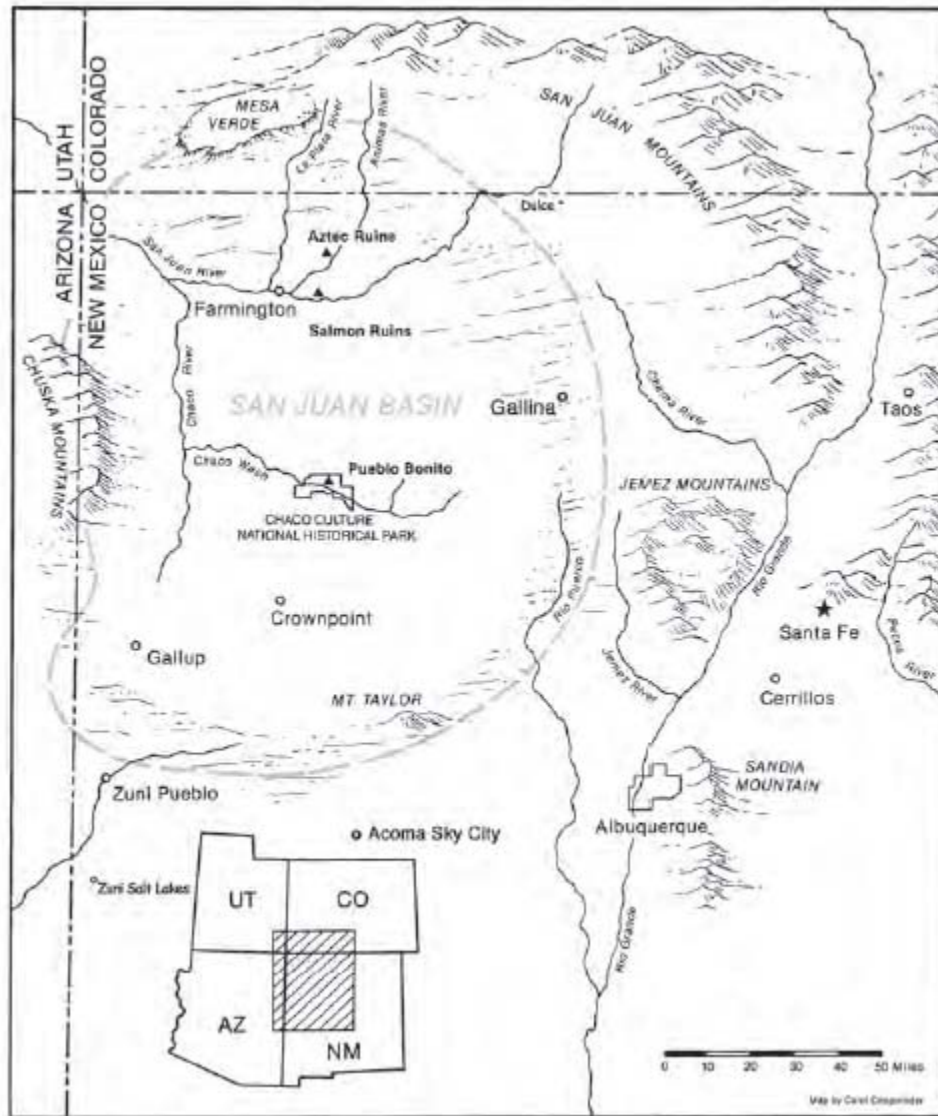 UTAH
COLORADO
ARIZONA
NEW MEXICO
MESA
VERDE
La Plata River
Animas River
SAN JUAN MOUNTAINS
Dulce
Aztec Ruins
San Juan River
Farmington
Salmon Ruins
CHUSKA MOUNTAINS
Chaco River
SAN JUAN BASIN
Gallina
Chama River
Taos
Chaco Wash
Pueblo Bonito
CHACO CULTURE
NATIONAL HISTORICAL PARK
JEMEZ MOUNTAINS
Rio Puerco
Rio Grande
Crownpoint
Santa Fe
Pecos River
Gallup
Jemez River
Cerrillos
MT. TAYLOR
Zuni Pueblo
SANDIA
MOUNTAIN
Albuquerque
Acoma Sky City
Zuni Salt Lakes
UT
CO
AZ
NM
Rio Grande
0 10 20 30 40 50 Miles
Map by Carol